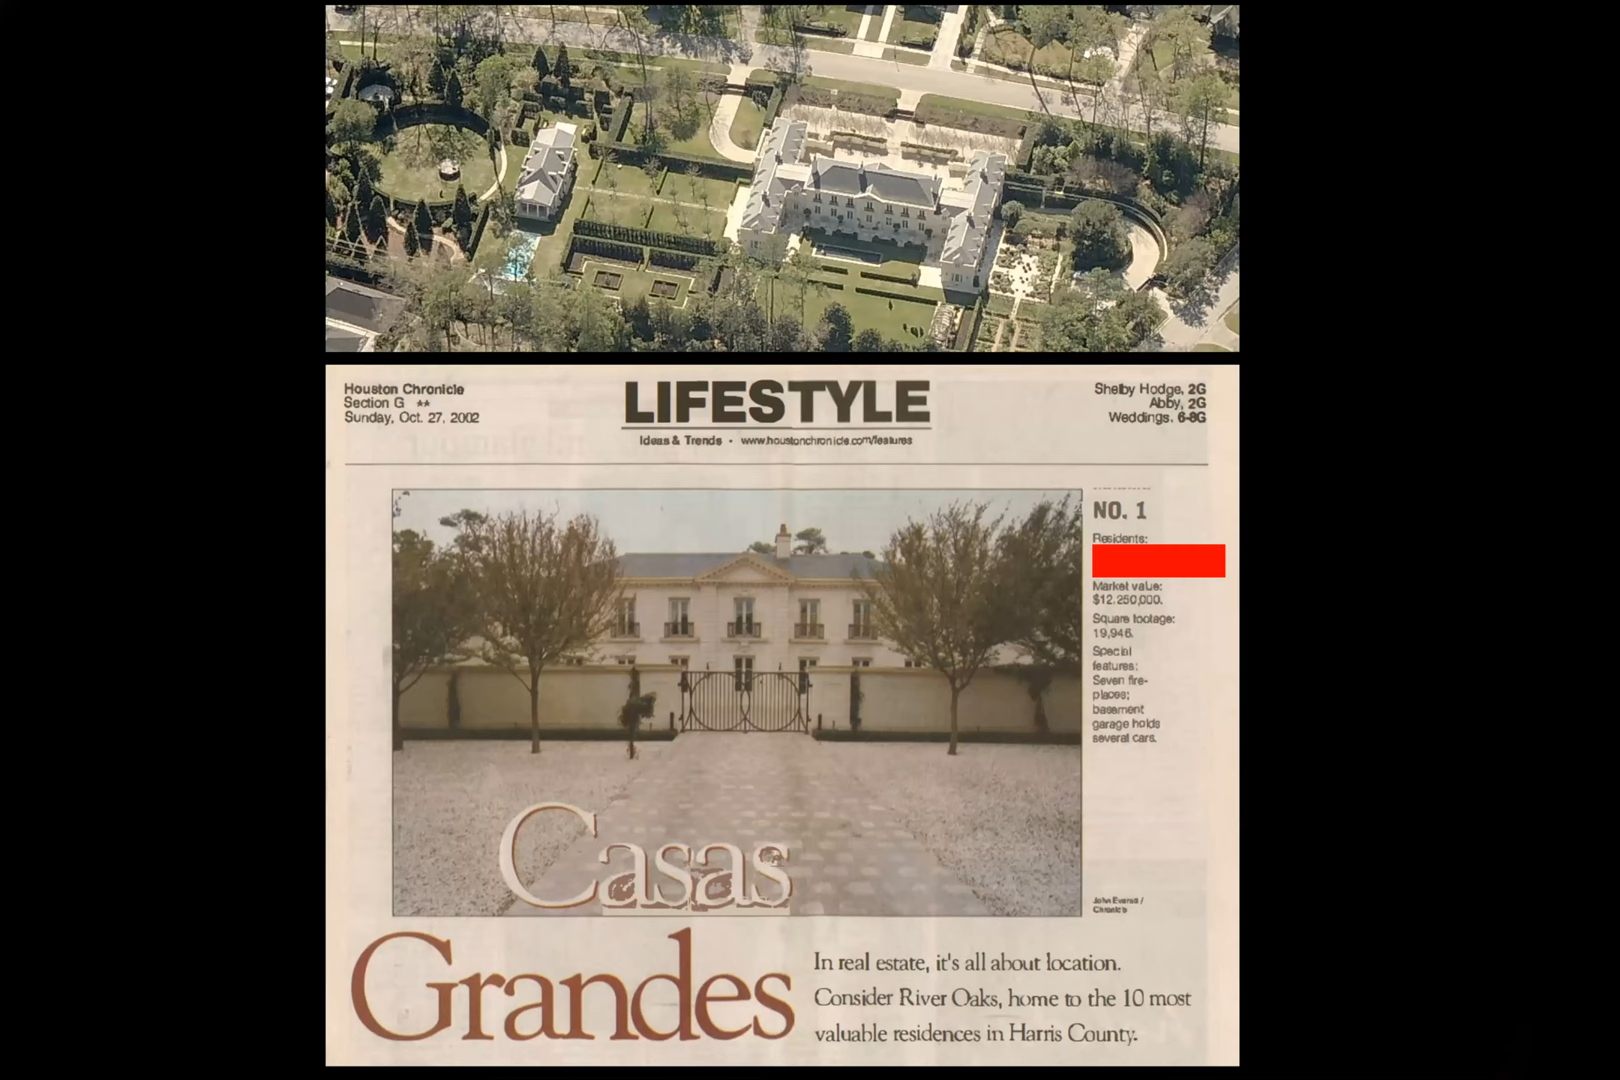 Houston Chronicle
Section G ★★
Sunday, Oct. 27, 2002
LIFESTYLE
Ideas & Trends • www.houstonchronicle.com/features
Shelby Hodge, 2G
Abby, 2G
Weddings, 6-8G
NO. 1
Residents:
Market value:
$12,250,000.
Square footage:
19,946.
Special
features:
Seven fire-
places;
basement
garage holds
several cars.
John Everett /
Chronicle
Casas
Grandes
In real estate, it's all about location.
Consider River Oaks, home to the 10 most
valuable residences in Harris County.